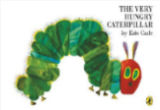 THE VERY
HUNGRY
CATERPILLAR
by Eric Carle